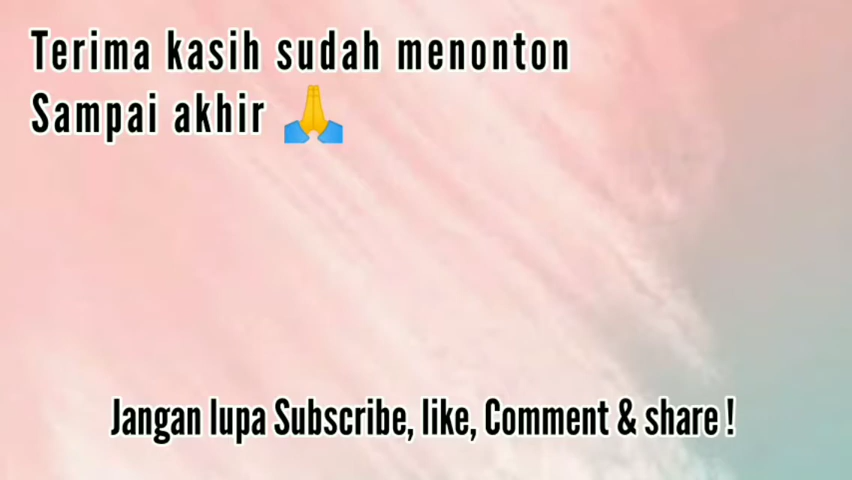 Terima kasih sudah menonton
Sampai akhir 🙏
Jangan lupa Subscribe, like, Comment & share !